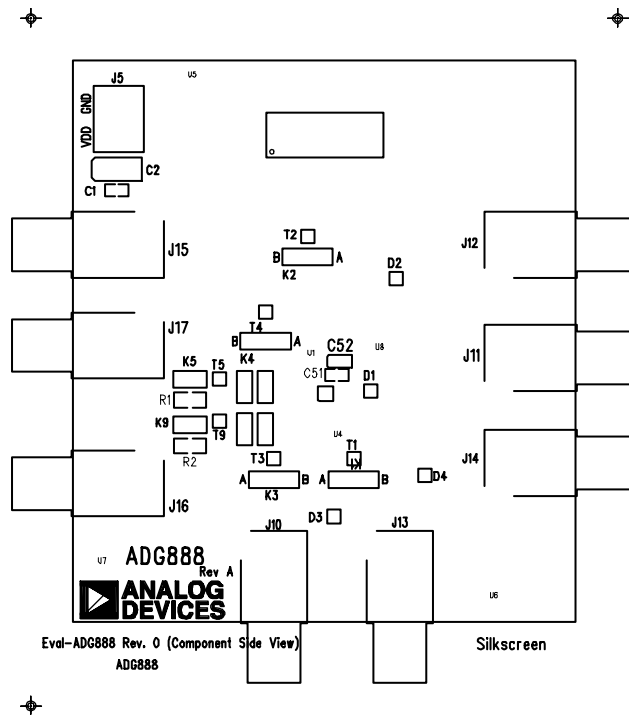 U5
J5
VDD GND
C2
C1
J15
T2
B A
K2
D2
J12
J17
T4
B A
K4
U1
C52
U8
C51
J11
K5
T5
D1
R1
K9
T9
R2
U4
T1
T3
A B
K3
A B
D4
J14
J16
D3
J10
J13
U7
ADG888
Rev A
ANALOG
DEVICES
U6
Eval-ADG888 Rev. 0 (Component Side View)
Silkscreen
ADG888